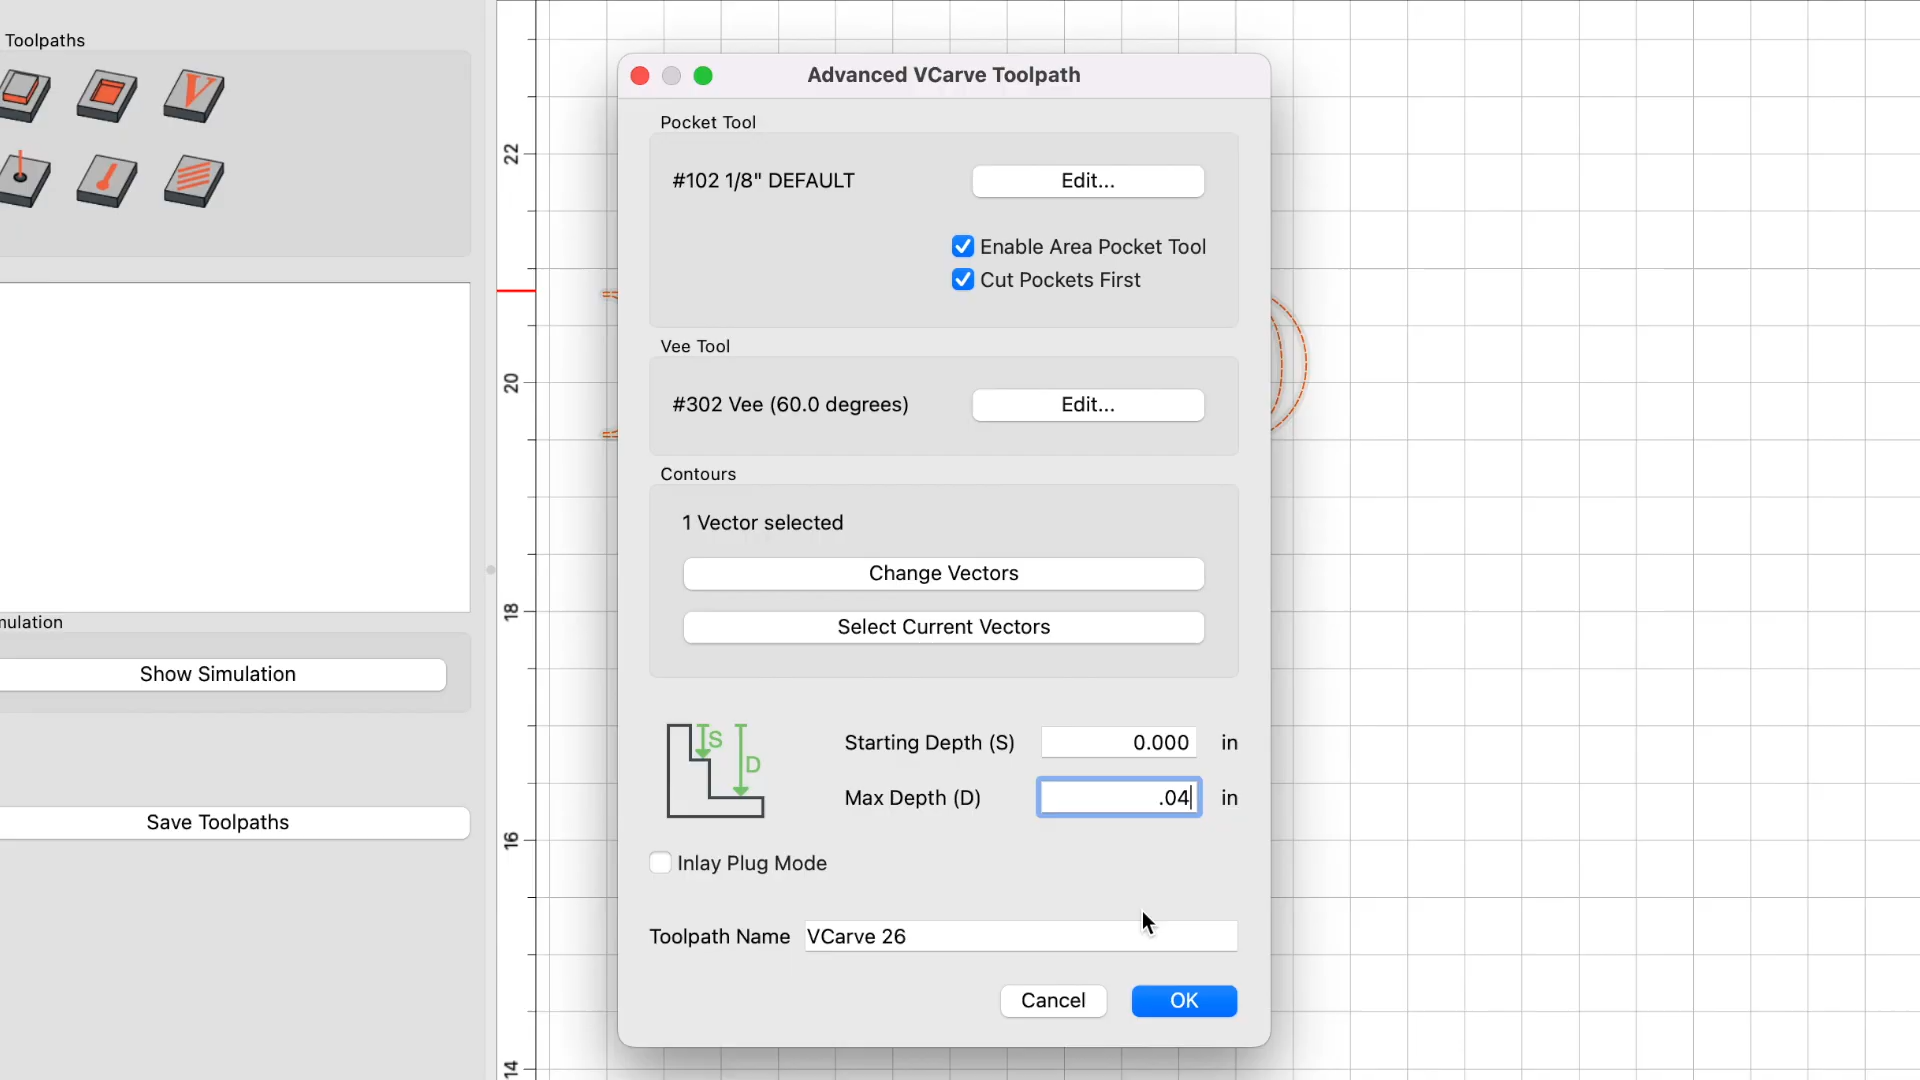 Toolpaths
Advanced VCarve Toolpath
Pocket Tool
#102 1/8" DEFAULT
Edit...
Enable Area Pocket Tool
Cut Pockets First
Vee Tool
#302 Vee (60.0 degrees)
Edit...
Contours
1 Vector selected
Change Vectors
Select Current Vectors
S
D
Starting Depth (S) 0.000 in
Max Depth (D) .04 in
Inlay Plug Mode
Toolpath Name VCarve 26
Cancel
OK
mulation
Show Simulation
Save Toolpaths
V
22
20
18
16
14